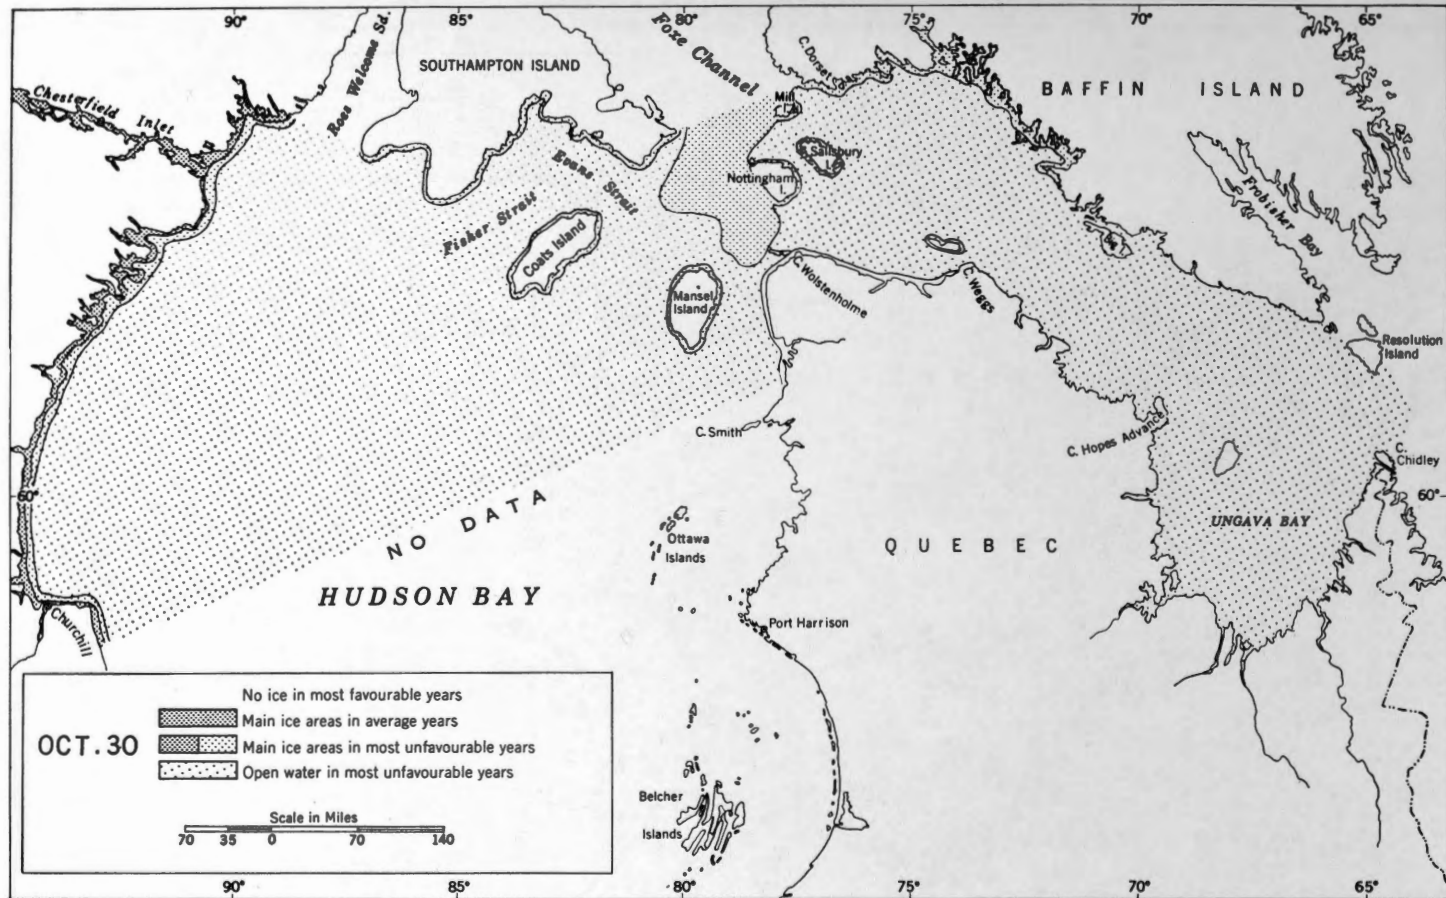 90° 85° 80° 75° 70° 65°
Roes Welcome Sd.
SOUTHAMPTON ISLAND
Foxe Channel
C. Dorset
BAFFIN ISLAND
Chesterfield Inlet
Mill I.
Salisbury I.
Nottingham I.
Evans Strait
Fisher Strait
Coats Island
Frobisher Bay
Mansel Island
C. Wolstenholme
C. Weggs
Resolution Island
C. Smith
C. Hopes Advance
C. Chidley
60° 60°
NO DATA
UNGAVA BAY
Ottawa Islands
QUEBEC
HUDSON BAY
Churchill
Port Harrison
OCT.30
No ice in most favourable years
Main ice areas in average years
Main ice areas in most unfavourable years
Open water in most unfavourable years
Scale in Miles
70 35 0 70 140
Belcher
Islands
90° 85° 80° 75° 70° 65°